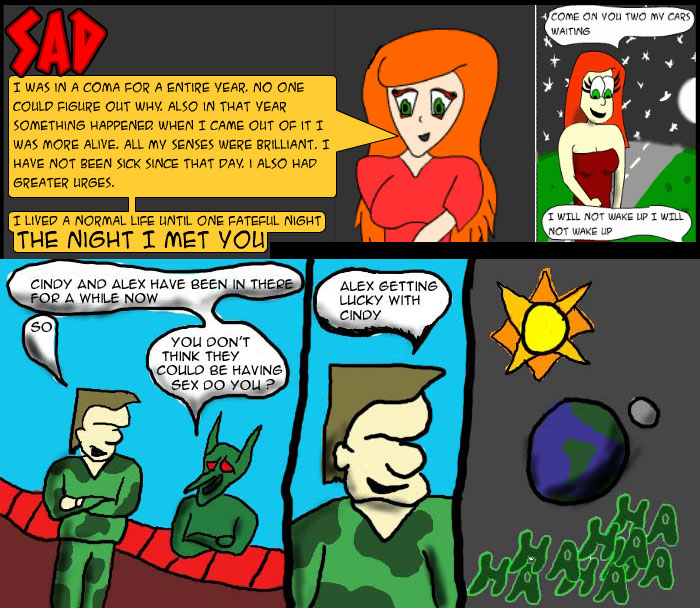 SAD
I WAS IN A COMA FOR A ENTIRE YEAR. NO ONE
COULD FIGURE OUT WHY. ALSO IN THAT YEAR
SOMETHING HAPPENED. WHEN I CAME OUT OF IT I
WAS MORE ALIVE. ALL MY SENSES WERE BRILLIANT. I
HAVE NOT BEEN SICK SINCE THAT DAY. I ALSO HAD
GREATER URGES.
I LIVED A NORMAL LIFE UNTIL ONE FATEFUL NIGHT
THE NIGHT I MET YOU
COME ON YOU TWO MY CARS
WAITING
I WILL NOT WAKE UP I WILL
NOT WAKE UP
CINDY AND ALEX HAVE BEEN IN THERE
FOR A WHILE NOW
SO
YOU DON'T
THINK THEY
COULD BE HAVING
SEX DO YOU ?
ALEX GETTING
LUCKY WITH
CINDY
HA HA HA HA HA